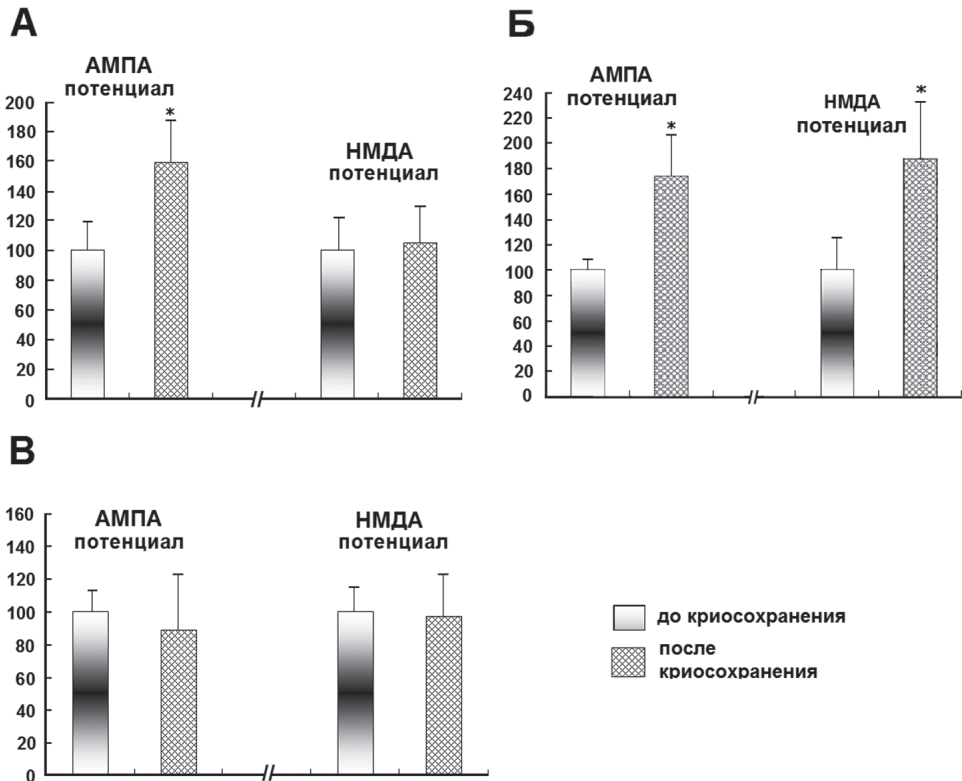 А
АМПА
потенциал
*
НМДА
потенциал
200
180
160
140
120
100
80
60
40
20
0
Б
АМПА
потенциал
*
НМДА
потенциал
*
240
220
200
180
160
140
120
100
80
60
40
20
0
В
АМПА
потенциал
НМДА
потенциал
160
140
120
100
80
60
40
20
0
до криосохранения
после
криосохранения